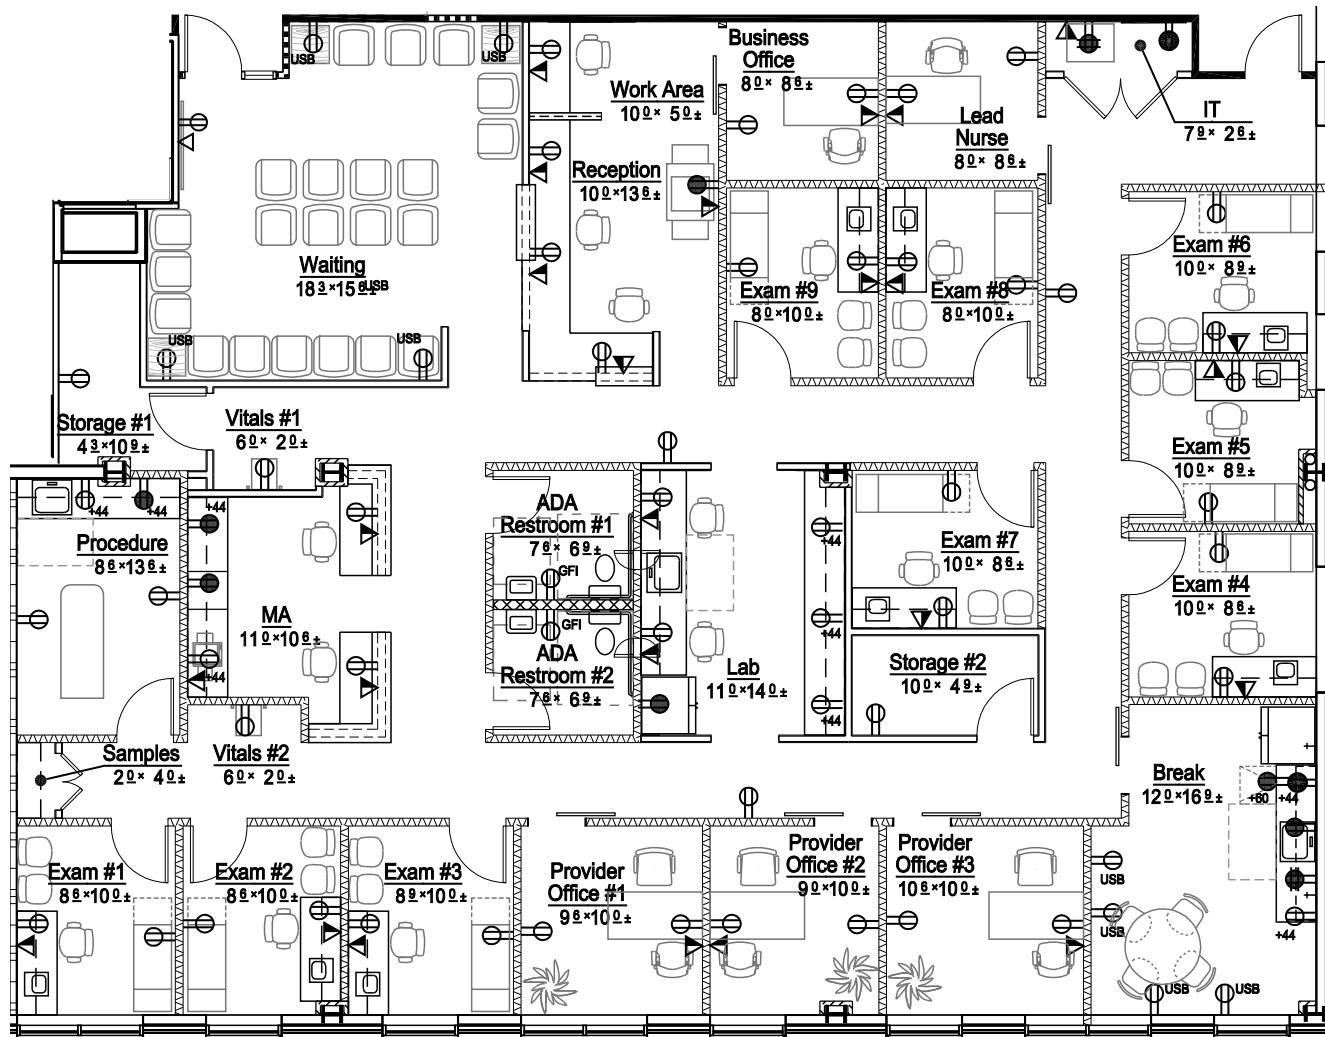 USB
USB
Business
Office
8⁰ × 8⁶ ±
Work Area
10⁰ × 5⁰ ±
Lead
Nurse
8⁰ × 8⁶ ±
IT
7⁹ × 2⁶ ±
Reception
10⁰ × 13⁶ ±
Waiting
18³ × 15⁶ ±
USB
Exam #6
10⁰ × 8⁹ ±
Exam #9
8⁰ × 10⁰ ±
Exam #8
8⁰ × 10⁰ ±
USB
USB
Storage #1
4³ × 10⁹ ±
Vitals #1
6⁰ × 2⁰ ±
Exam #5
10⁰ × 8⁹ ±
+44
+44
+44
ADA
Restroom #1
7⁶ × 6⁹ ±
GFI
Procedure
8⁶ × 13⁶ ±
+44
Exam #7
10⁰ × 8⁶ ±
Exam #4
10⁰ × 8⁶ ±
MA
11⁰ × 10⁶ ±
GFI
+44
ADA
Restroom #2
7⁶ × 6⁹ ±
+44
Lab
11⁰ × 14⁰ ±
Storage #2
10⁰ × 4⁹ ±
+44
Samples
2⁰ × 4⁰ ±
Vitals #2
6⁰ × 2⁰ ±
Break
12⁰ × 16⁹ ±
+60
+44
Exam #1
8⁶ × 10⁰ ±
Exam #2
8⁶ × 10⁰ ±
Exam #3
8⁹ × 10⁰ ±
Provider
Office #1
9⁶ × 10⁰ ±
Provider
Office #2
9⁰ × 10⁰ ±
Provider
Office #3
10⁶ × 10⁰ ±
USB
USB
+44
USB
USB